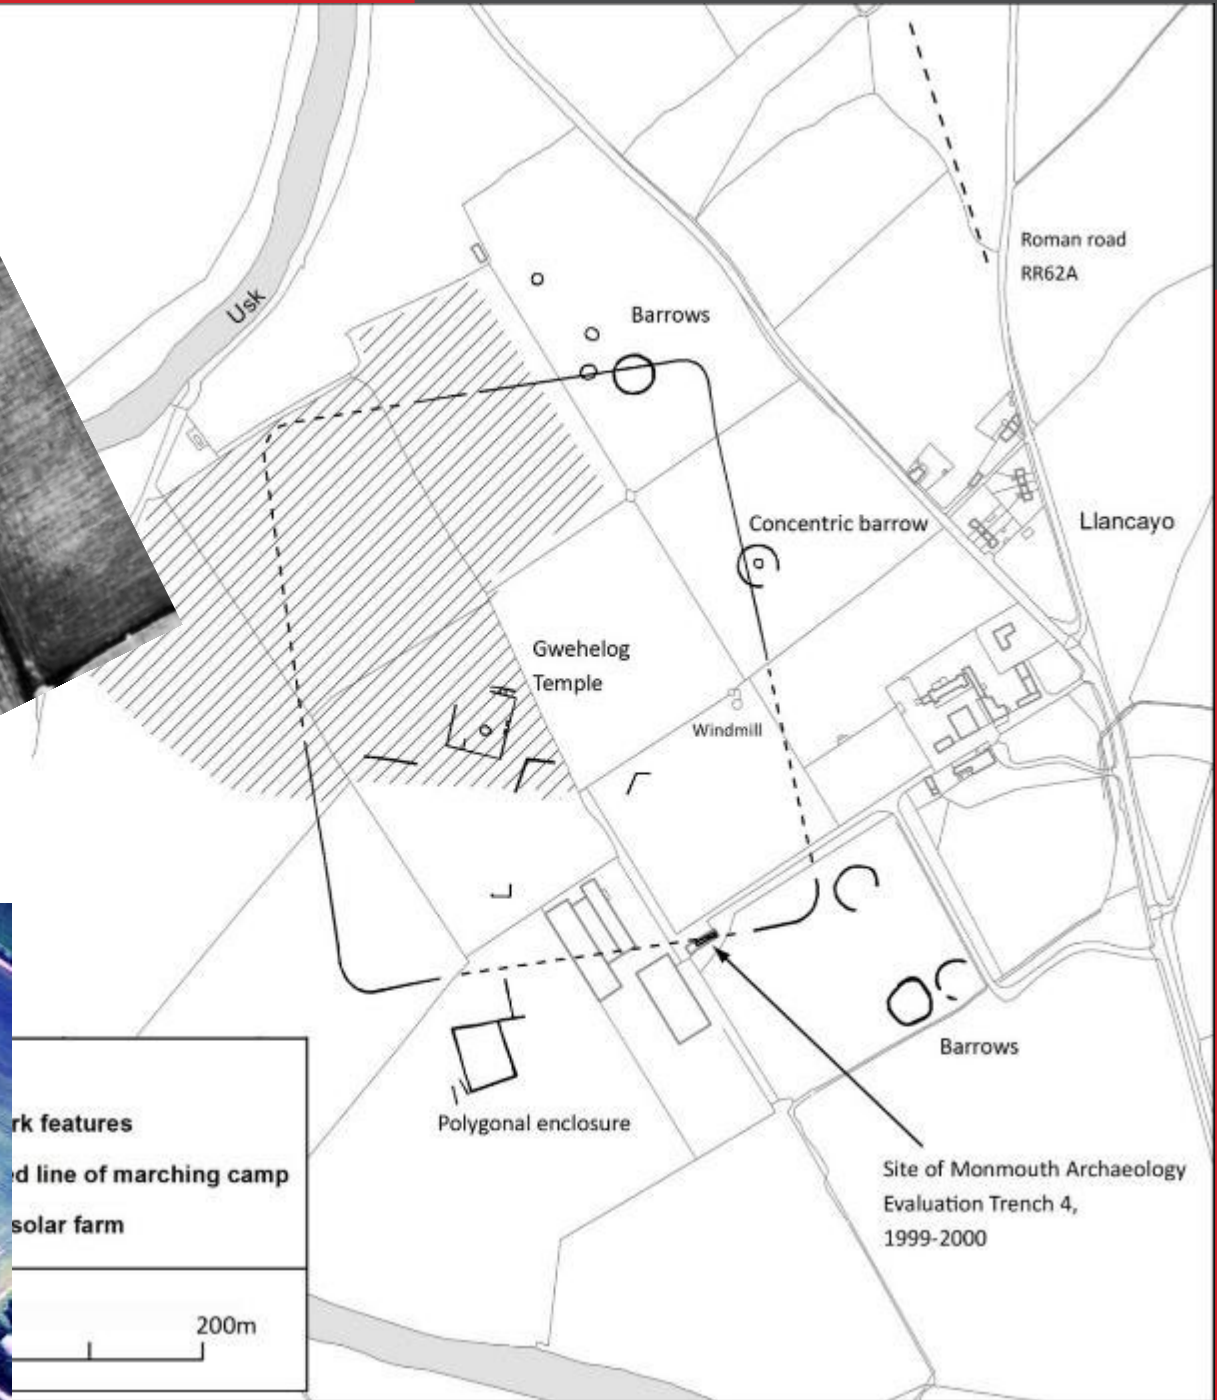 Usk
Roman road
RR62A
Barrows
Concentric barrow
Llancayo
Gwehelog
Temple
Windmill
Barrows
Polygonal enclosure
rk features
ed line of marching camp
solar farm
200m
Site of Monmouth Archaeology
Evaluation Trench 4,
1999-2000